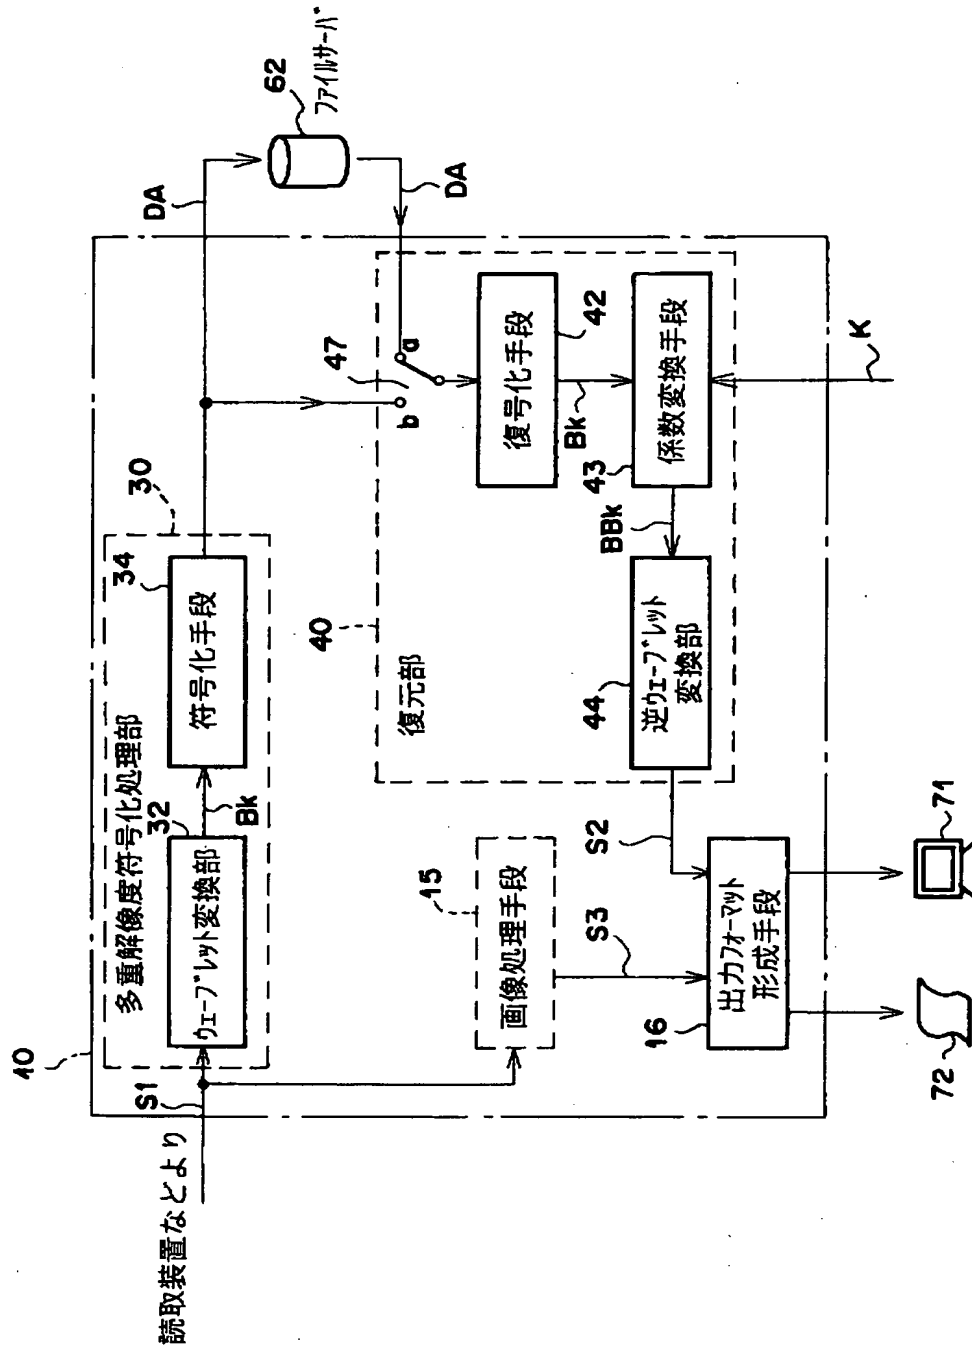 読取装置などより
S1
10
多重解像度符号化処理部
30
ウェーブレット変換部
32
Bk
符号化手段
34
DA
62
ファイルサーバ
DA
47
a
b
復元部
40
復号化手段
42
Bk
係数変換手段
43
K
BBk
逆ウェーブレット
変換部
44
S2
画像処理手段
15
S3
出力フォーマット
形成手段
16
71
72